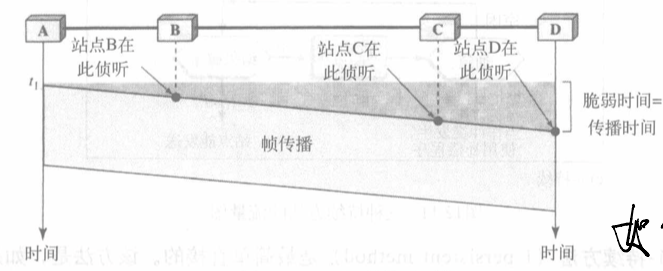 A B C D
站点B在
此侦听
站点C在
此侦听
站点D在
此侦听
t₁
脆弱时间=
传播时间
帧传播
时间 时间